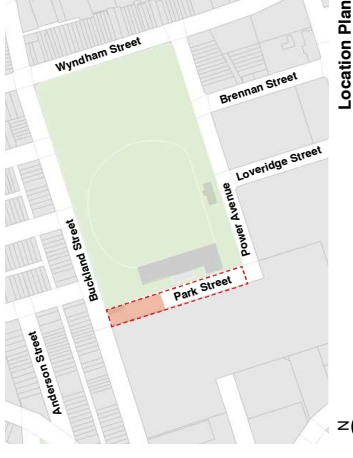 Wyndham Street
Brennan Street
Loveridge Street
Power Avenue
Buckland Street
Park Street
Anderson Street
Location Plan
N